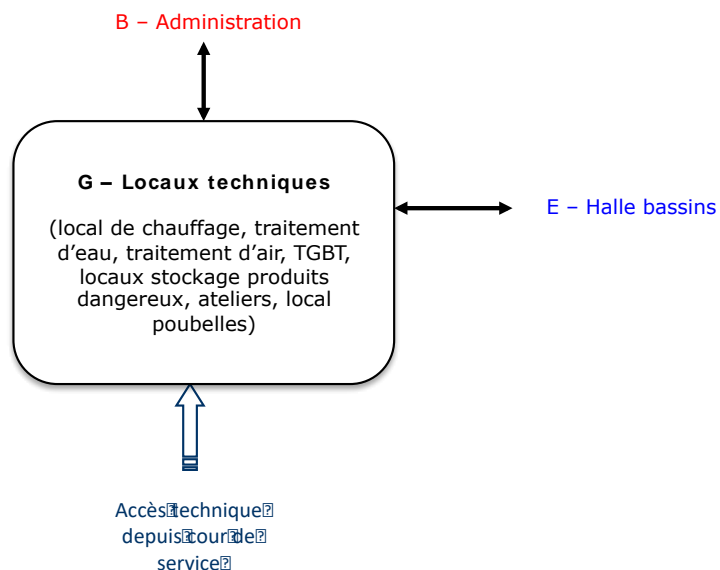 B – Administration
G – Locaux techniques
E – Halle bassins
(local de chauffage, traitement
d’eau, traitement d’air, TGBT,
locaux stockage produits
dangereux, ateliers, local
poubelles)
Accès⍰technique⍰
depuis⍰cour⍰de⍰
service⍰